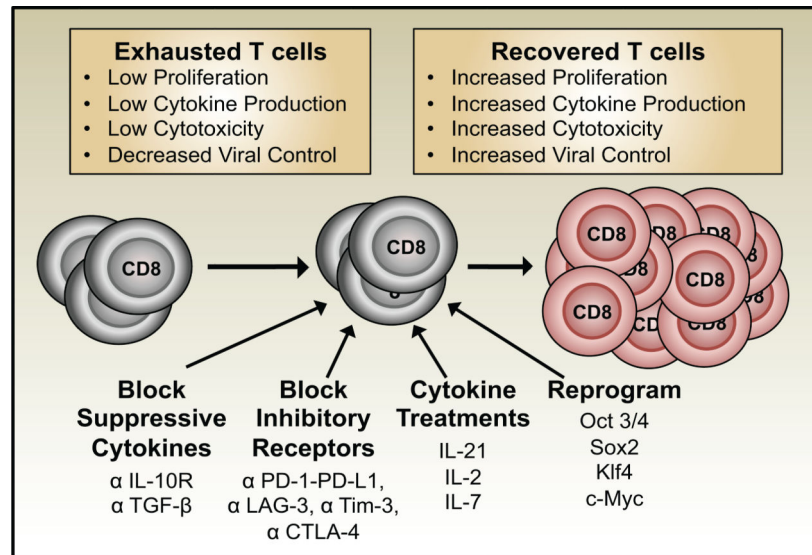 Exhausted T cells
• Low Proliferation
• Low Cytokine Production
• Low Cytotoxicity
• Decreased Viral Control
Recovered T cells
• Increased Proliferation
• Increased Cytokine Production
• Increased Cytotoxicity
• Increased Viral Control
CD8
CD8
8
CD8
CD8
CD8
CD8
CD8
CD8
Block
Suppressive
Cytokines
α IL-10R
α TGF-β
Block
Inhibitory
Receptors
α PD-1-PD-L1,
α LAG-3, α Tim-3,
α CTLA-4
Cytokine
Treatments
IL-21
IL-2
IL-7
Reprogram
Oct 3/4
Sox2
Klf4
c-Myc